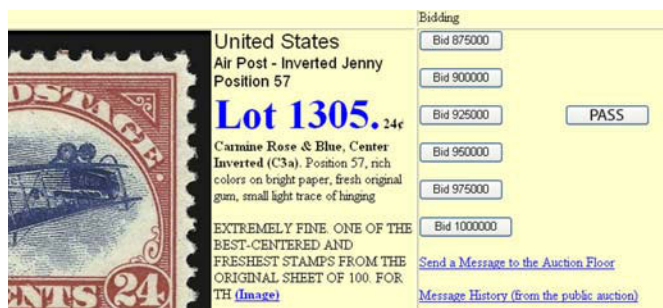 Bidding
United States
Air Post - Inverted Jenny
Position 57
Lot 1305. 24¢
Carmine Rose & Blue, Center
Inverted (C3a). Position 57, rich
colors on bright paper, fresh original
gum, small light trace of hinging
EXTREMELY FINE. ONE OF THE
BEST-CENTERED AND
FRESHEST STAMPS FROM THE
ORIGINAL SHEET OF 100. FOR
TH (Image)
Bid 875000
Bid 900000
Bid 925000
PASS
Bid 950000
Bid 975000
Bid 1000000
Send a Message to the Auction Floor
Message History (from the public auction)
OSTAGE
ENTS 24